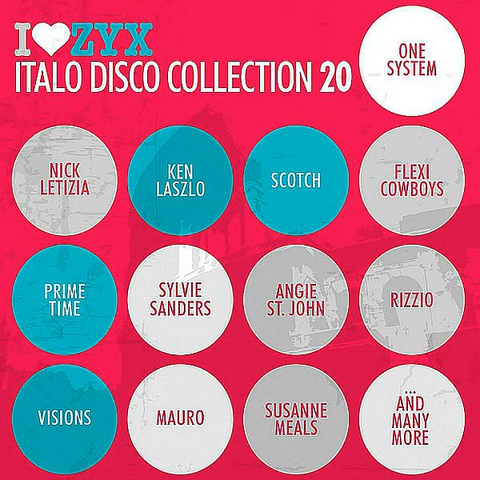 I♥ZYX
ITALO DISCO COLLECTION 20
ONE
SYSTEM
NICK
LETIZIA
KEN
LASZLO
SCOTCH
FLEXI
COWBOYS
PRIME
TIME
SYLVIE
SANDERS
ANGIE
ST. JOHN
RIZZIO
VISIONS
MAURO
SUSANNE
MEALS
...
AND
MANY
MORE